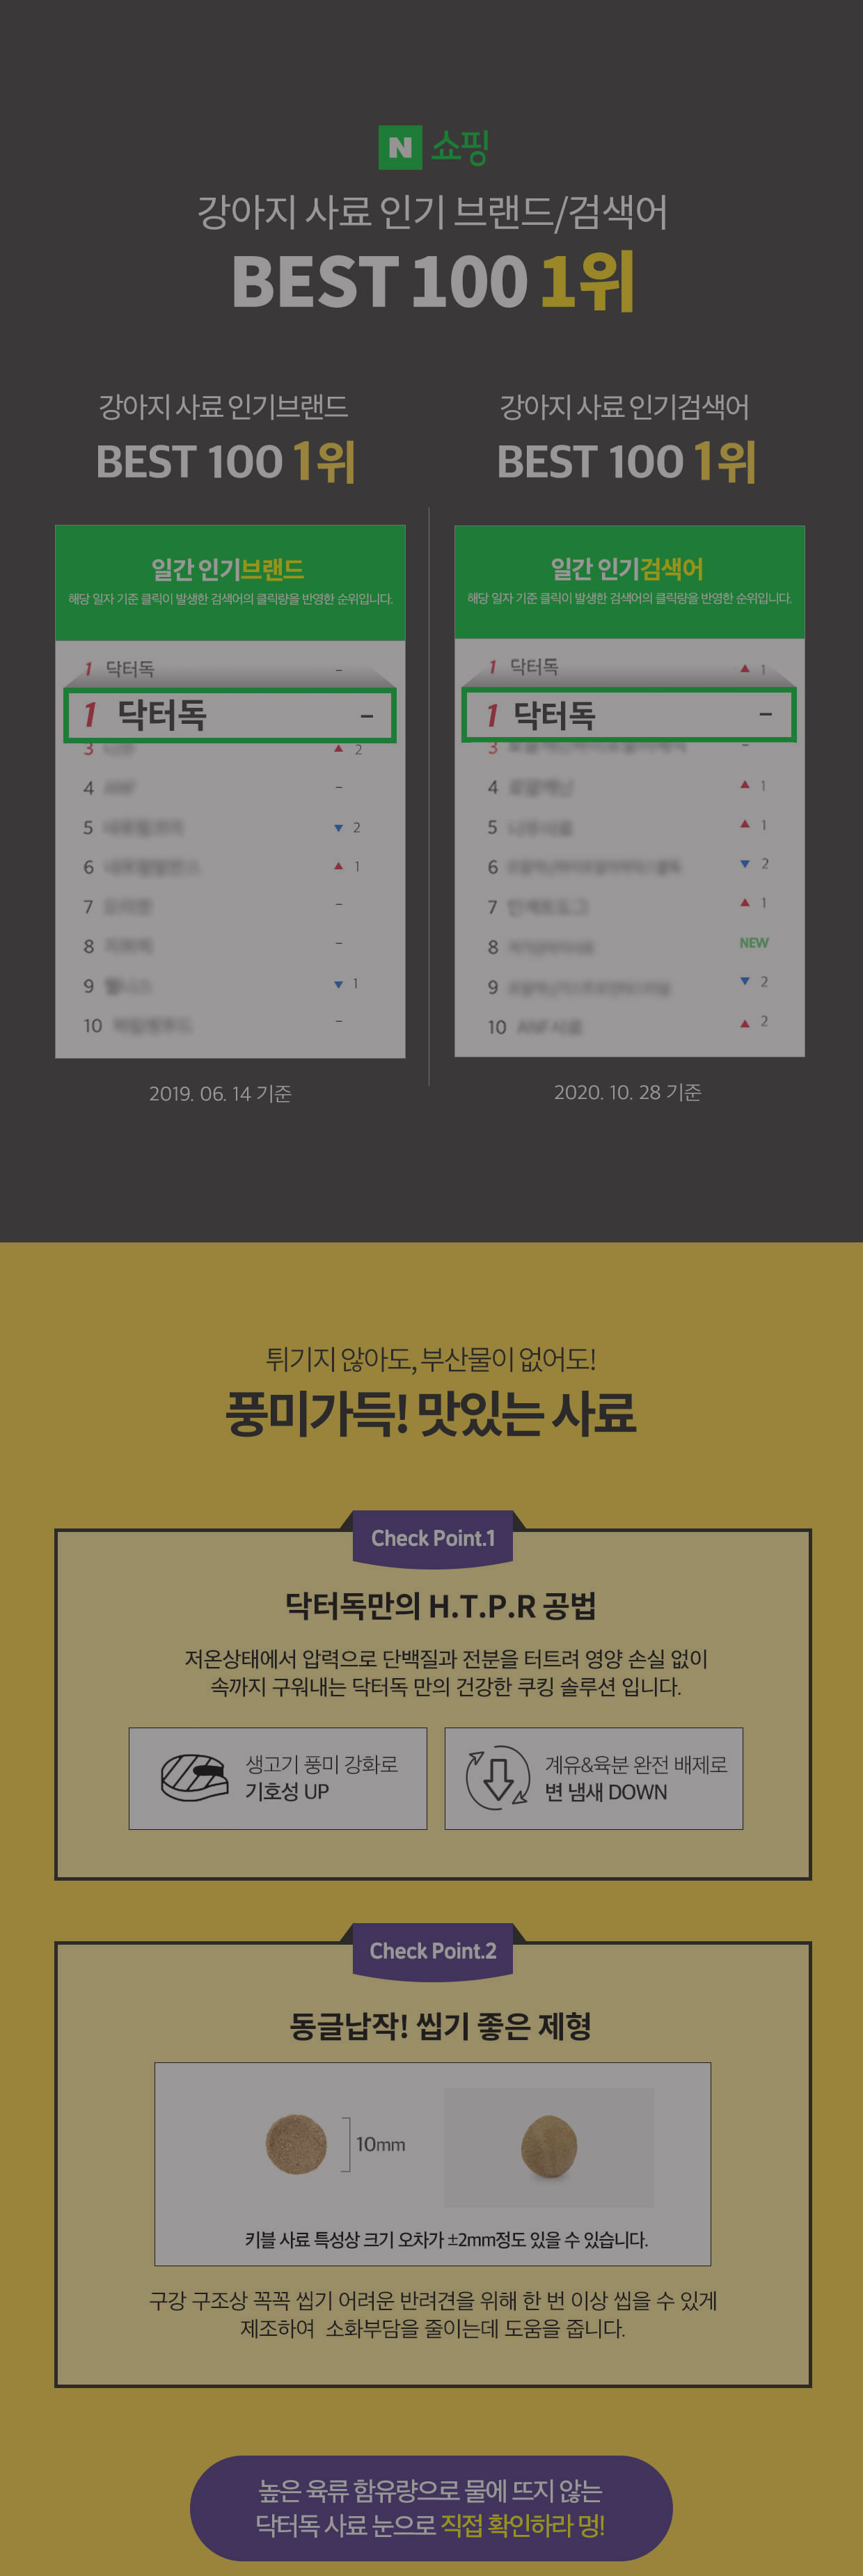 N 쇼핑
강아지 사료 인기 브랜드/검색어
BEST 100 1위
강아지 사료 인기브랜드
BEST 100 1위
일간 인기브랜드
해당 일자 기준 클릭이 발생한 검색어의 클릭량을 반영한 순위입니다.
1 닥터독 -
1 닥터독 -
3 ▲ 2
4 -
5 ▼ 2
6 ▲ 1
7 -
8 -
9 ▼ 1
10 -
2019. 06. 14 기준
강아지 사료 인기검색어
BEST 100 1위
일간 인기검색어
해당 일자 기준 클릭이 발생한 검색어의 클릭량을 반영한 순위입니다.
1 닥터독 ▲ 1
1 닥터독 -
3 -
4 ▲ 1
5 ▲ 1
6 ▼ 2
7 ▲ 1
8 NEW
9 ▼ 2
10 ▲ 2
2020. 10. 28 기준
튀기지 않아도, 부산물이 없어도!
풍미가득! 맛있는 사료
Check Point.1
닥터독만의 H.T.P.R 공법
저온상태에서 압력으로 단백질과 전분을 터트려 영양 손실 없이
속까지 구워내는 닥터독 만의 건강한 쿠킹 솔루션 입니다.
생고기 풍미 강화로
기호성 UP
계유&육분 완전 배제로
변 냄새 DOWN
Check Point.2
동글납작! 씹기 좋은 제형
10mm
키블 사료 특성상 크기 오차가 ±2mm정도 있을 수 있습니다.
구강 구조상 꼭꼭 씹기 어려운 반려견을 위해 한 번 이상 씹을 수 있게
제조하여 소화부담을 줄이는데 도움을 줍니다.
높은 육류 함유량으로 물에 뜨지 않는
닥터독 사료 눈으로 직접 확인하라 멍!